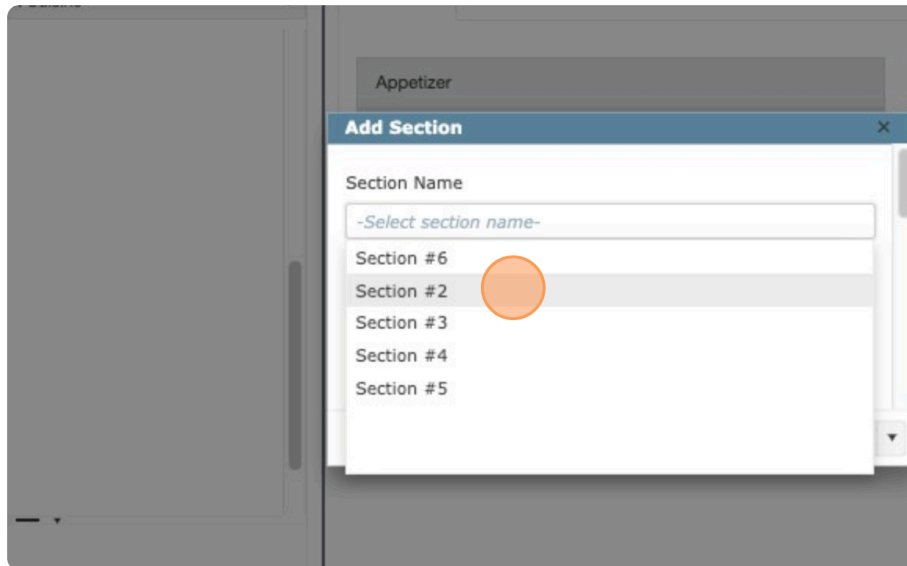 Appetizer
Add Section
Section Name
-Select section name-
Section #6
Section #2
Section #3
Section #4
Section #5